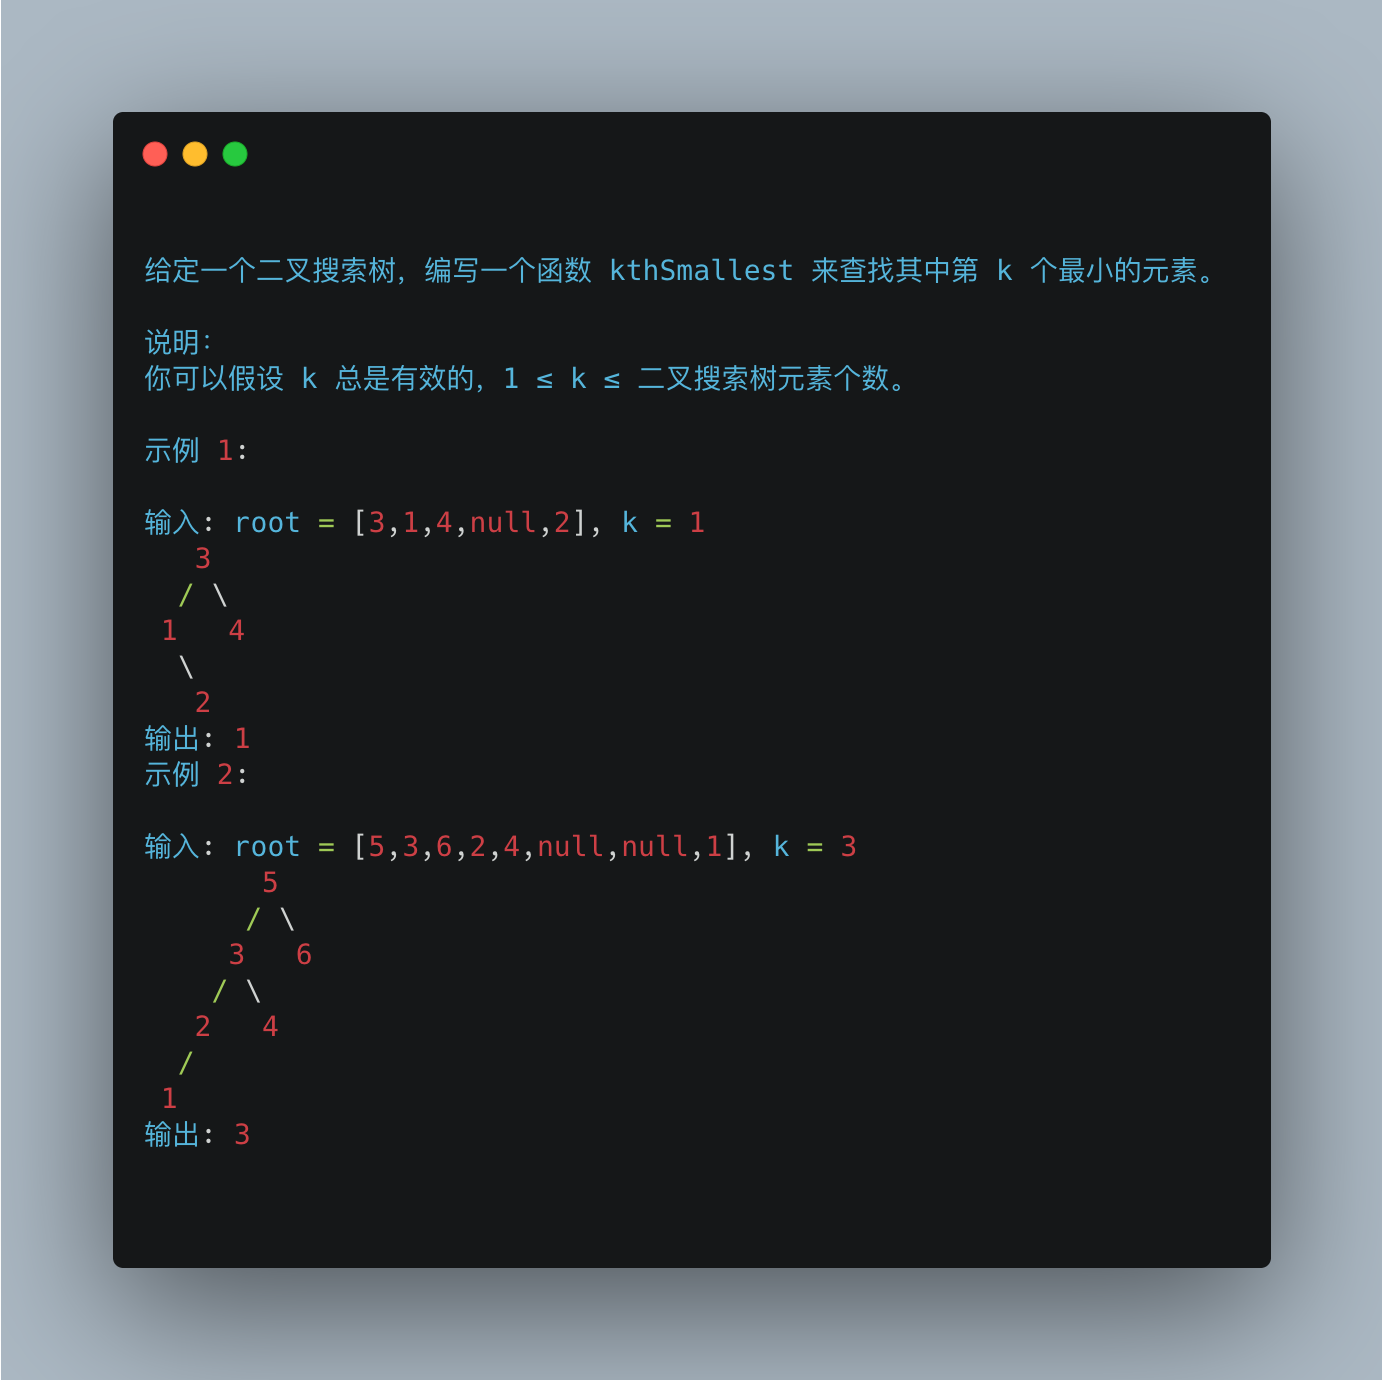 给定一个二叉搜索树，编写一个函数 kthSmallest 来查找其中第 k 个最小的元素。
说明：
你可以假设 k 总是有效的，1 ≤ k ≤ 二叉搜索树元素个数。
示例 1:
输入: root = [3,1,4,null,2], k = 1
   3
  / \
 1   4
  \
   2
输出: 1
示例 2:
输入: root = [5,3,6,2,4,null,null,1], k = 3
       5
      / \
     3   6
    / \
   2   4
  /
 1
输出: 3